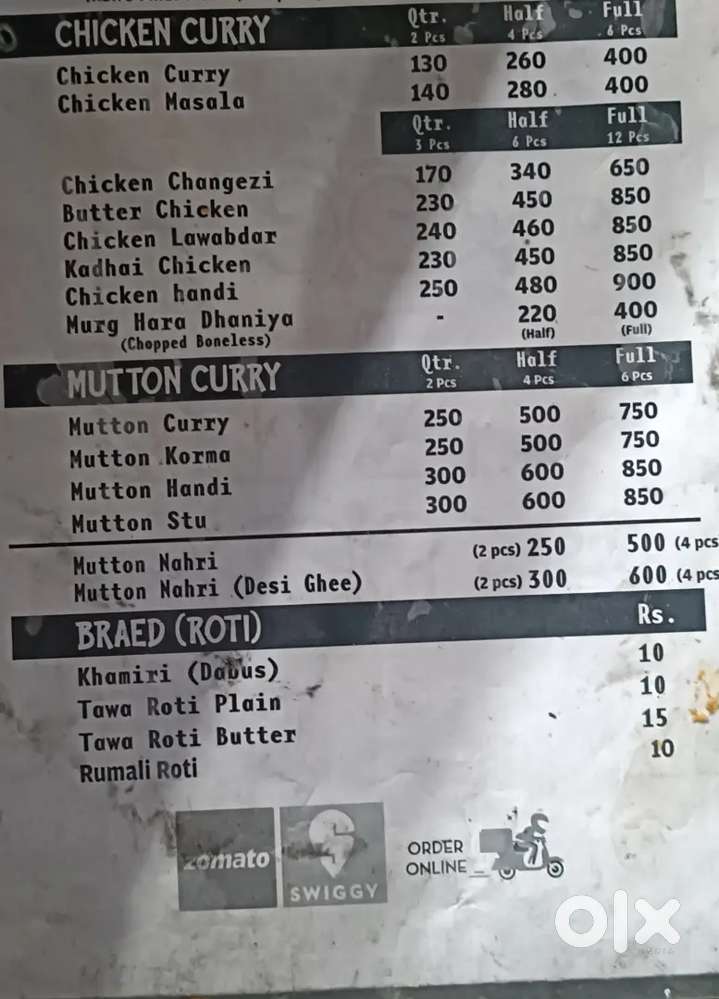 CHICKEN CURRY Qtr. Half Full
2 Pcs 4 Pcs 6 Pcs
Chicken Curry 130 260 400
Chicken Masala 140 280 400
Qtr. Half Full
3 Pcs 6 Pcs 12 Pcs
Chicken Changezi 170 340 650
Butter Chicken 230 450 850
Chicken Lawabdar 240 460 850
Kadhai Chicken 230 450 850
Chicken handi 250 480 900
Murg Hara Dhaniya - 220 400
(Chopped Boneless) (Half) (Full)
MUTTON CURRY Qtr. Half Full
2 Pcs 4 Pcs 6 Pcs
Mutton Curry 250 500 750
Mutton Korma 250 500 750
Mutton Handi 300 600 850
Mutton Stu 300 600 850
Mutton Nahri (2 pcs) 250 500 (4 pcs
Mutton Nahri (Desi Ghee) (2 pcs) 300 600 (4 pcs
BRAED (ROTI) Rs.
Khamiri (Dabus) 10
Tawa Roti Plain 10
Tawa Roti Butter 15
Rumali Roti 10
zomato
SWIGGY
ORDER
ONLINE
olx